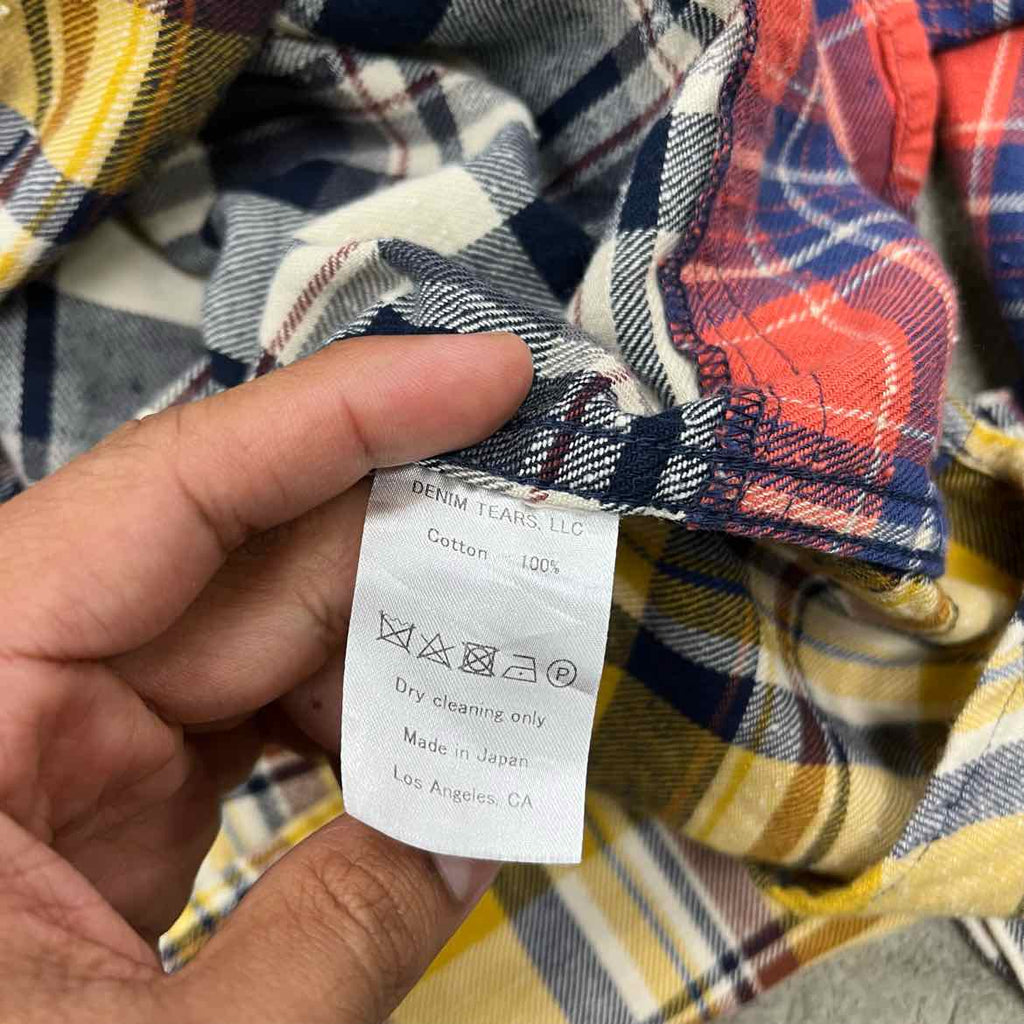 DENIM TEARS, LLC
Cotton 100%
P
Dry cleaning only
Made in Japan
Los Angeles, CA